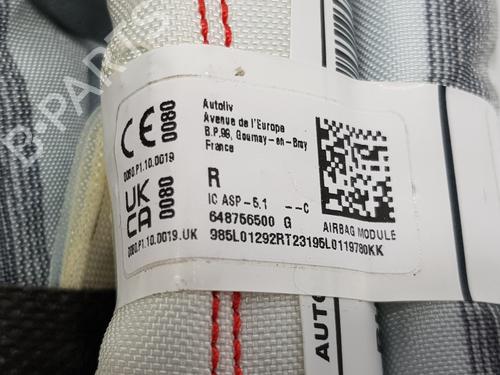 B-PARTS
CE 0080
0080.P1.10.0019
UK CA 0080
0080.P1.10.0019.UK
Autoliv
Avenue de l'Europe
B.P.96, Gournay-en-Bray
France
R
IC ASP-5.1 --C
648756500 G
AIRBAG MODULE
985L01292RT23195L0119780KK
AUTO